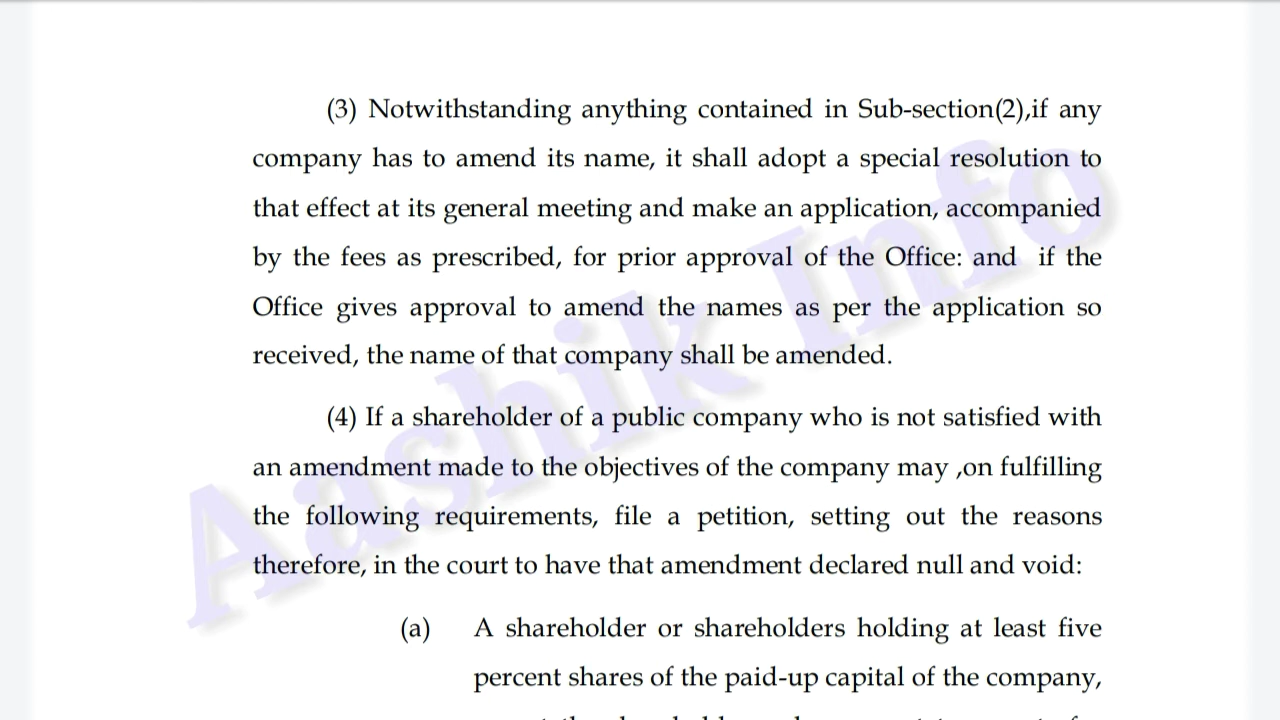 (3) Notwithstanding anything contained in Sub-section(2),if any
company has to amend its name, it shall adopt a special resolution to
that effect at its general meeting and make an application, accompanied
by the fees as prescribed, for prior approval of the Office: and if the
Office gives approval to amend the names as per the application so
received, the name of that company shall be amended.
(4) If a shareholder of a public company who is not satisfied with
an amendment made to the objectives of the company may ,on fulfilling
the following requirements, file a petition, setting out the reasons
therefore, in the court to have that amendment declared null and void:
(a) A shareholder or shareholders holding at least five
percent shares of the paid-up capital of the company,
Aashik Info